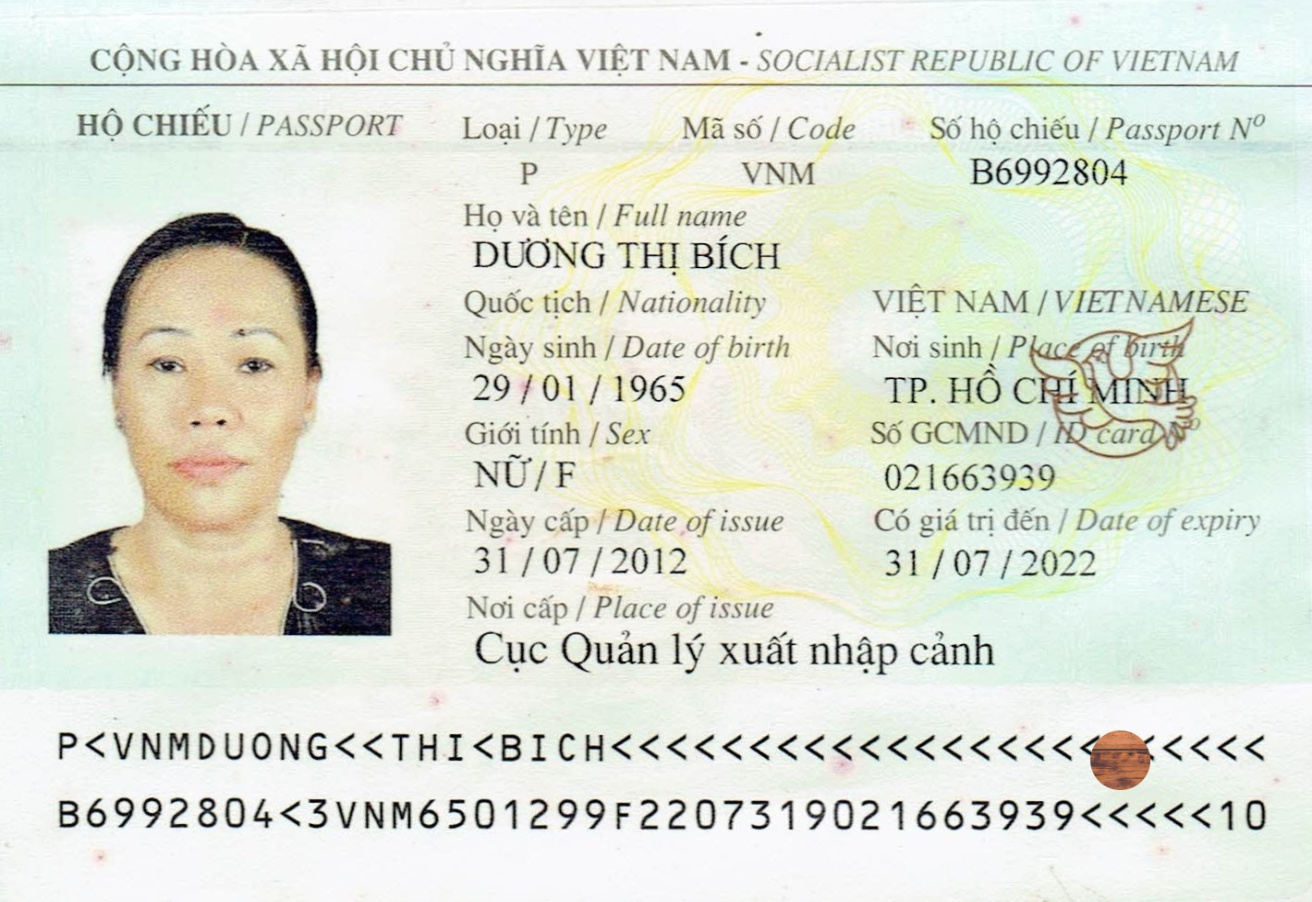 CỘNG HÒA XÃ HỘI CHỦ NGHĨA VIỆT NAM - SOCIALIST REPUBLIC OF VIETNAM
HỘ CHIẾU / PASSPORT Loại / Type Mã số / Code Số hộ chiếu / Passport Nº
P VNM B6992804
Họ và tên / Full name
DƯƠNG THỊ BÍCH
Quốc tịch / Nationality VIỆT NAM / VIETNAMESE
Ngày sinh / Date of birth Nơi sinh / Place of birth
29 / 01 / 1965 TP. HỒ CHÍ MINH
Giới tính / Sex Số GCMND / ID card Nº
NỮ / F 021663939
Ngày cấp / Date of issue Có giá trị đến / Date of expiry
31 / 07 / 2012 31 / 07 / 2022
Nơi cấp / Place of issue
Cục Quản lý xuất nhập cảnh
P<VNMDUONG<<THI<BICH<<<<<<<<<<<<<<<<<<<<<<<<
B6992804<3VNM6501299F2207319021663939<<<<<10